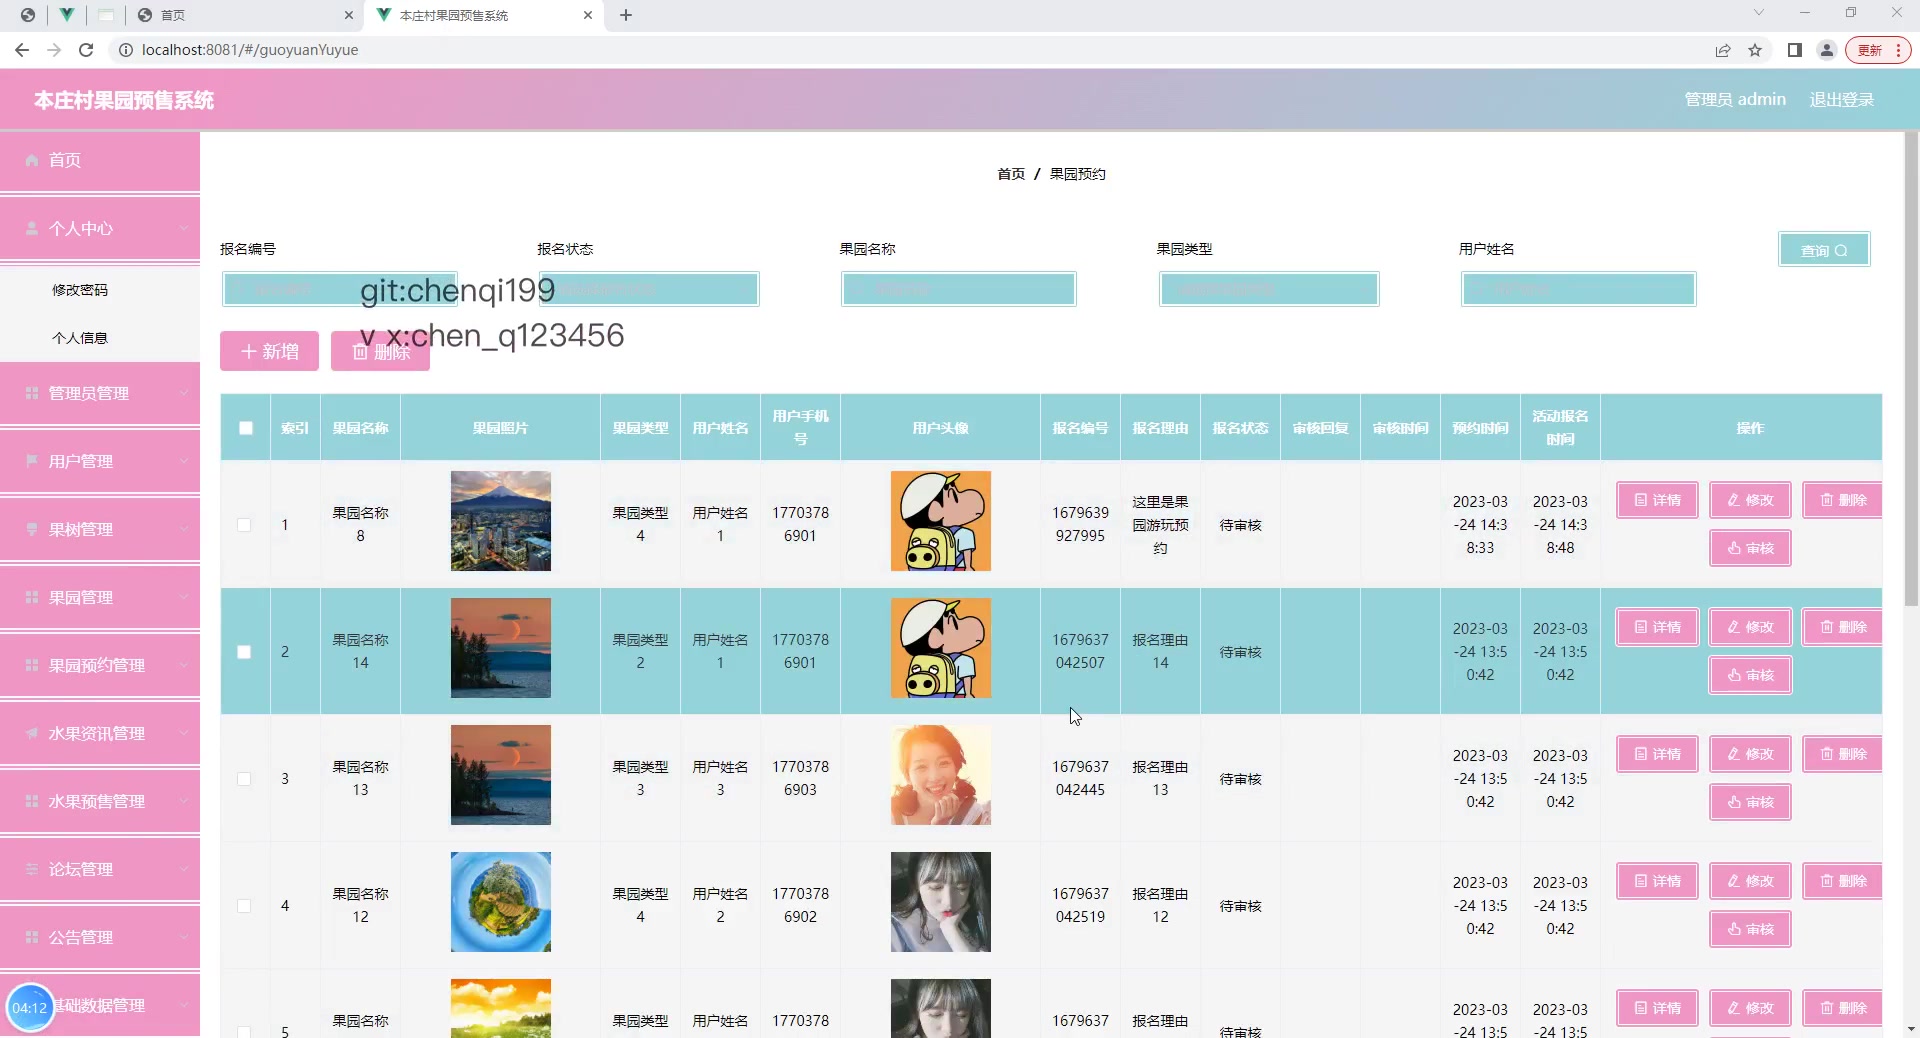 首页
本庄村果园预售系统
localhost:8081/#/guoyuanYuyue
更新
本庄村果园预售系统
管理员 admin
退出登录
首页
个人中心
修改密码
个人信息
管理员管理
用户管理
果树管理
果园管理
果园预约管理
水果资讯管理
水果预售管理
论坛管理
公告管理
基础数据管理
04:12
首页 / 果园预约
报名编号 报名状态 果园名称 果园类型 用户姓名
查询
git:chenqi199
v x:chen_q123456
新增
删除
索引 果园名称 果园照片 果园类型 用户姓名 用户手机号 用户头像 报名编号 报名理由 报名状态 审核回复 审核时间 预约时间 活动报名时间 操作
1 果园名称8 果园类型4 用户姓名1 17703786901 1679639927995 这里是果园游玩预约 待审核 2023-03-24 14:38:33 2023-03-24 14:38:48 详情 修改 删除 审核
2 果园名称14 果园类型2 用户姓名1 17703786901 1679637042507 报名理由14 待审核 2023-03-24 13:50:42 2023-03-24 13:50:42 详情 修改 删除 审核
3 果园名称13 果园类型3 用户姓名3 17703786903 1679637042445 报名理由13 待审核 2023-03-24 13:50:42 2023-03-24 13:50:42 详情 修改 删除 审核
4 果园名称12 果园类型4 用户姓名2 17703786902 1679637042519 报名理由12 待审核 2023-03-24 13:50:42 2023-03-24 13:50:42 详情 修改 删除 审核
5 果园名称 果园类型 用户姓名 1770378 1679637 报名理由 待审核 2023-03-24 13:5 2023-03-24 13:5 详情 修改 删除